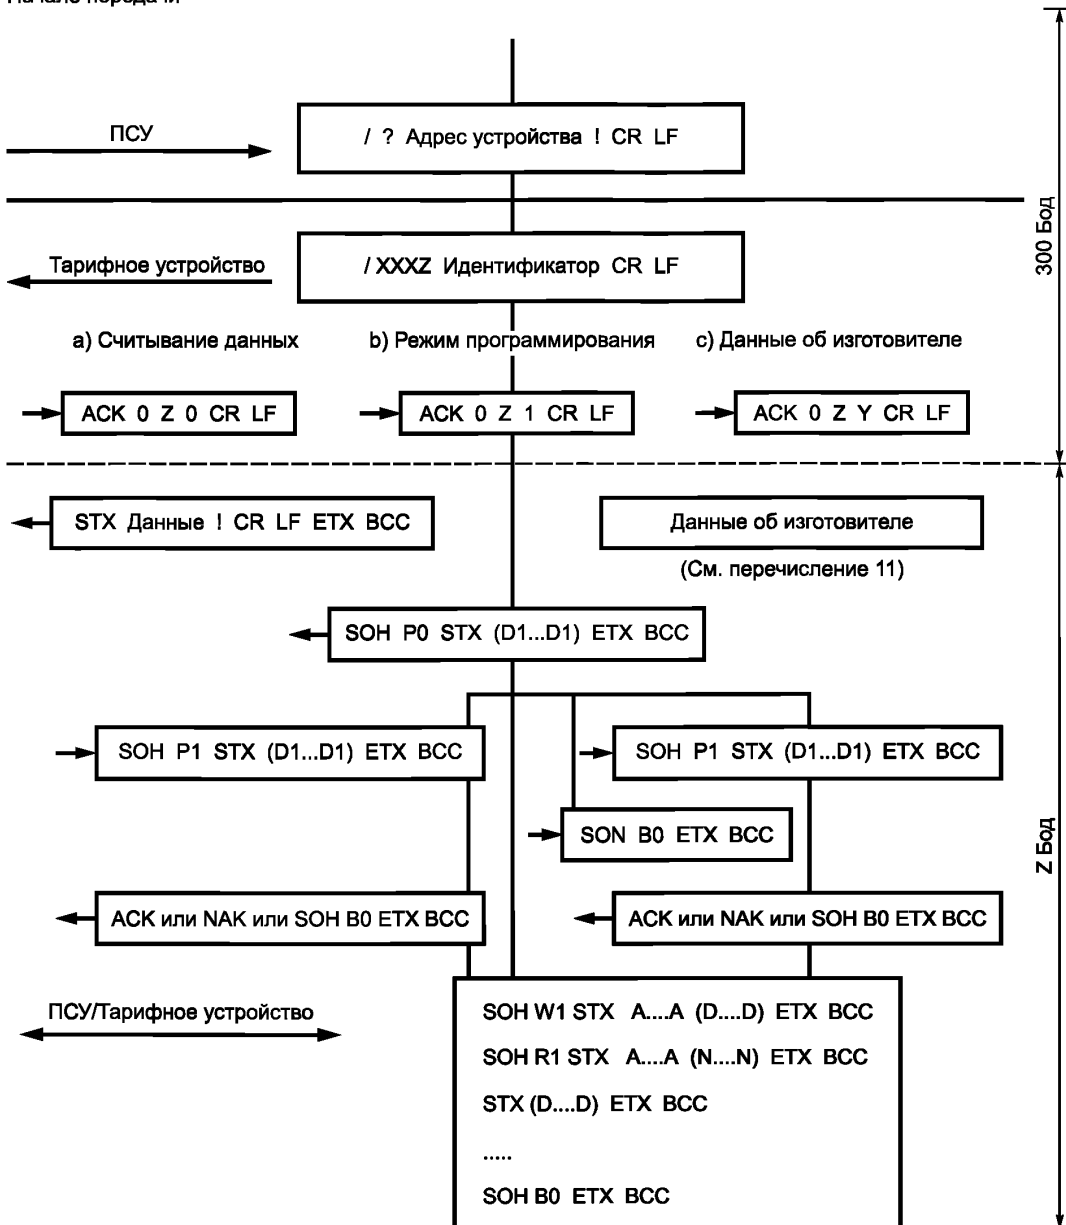 Начало передачи
ПСУ
/ ? Адрес устройства ! CR LF
300 Бод
Тарифное устройство
/ XXXZ Идентификатор CR LF
a) Считывание данных
b) Режим программирования
c) Данные об изготовителе
ACK 0 Z 0 CR LF
ACK 0 Z 1 CR LF
ACK 0 Z Y CR LF
STX Данные ! CR LF ETX BCC
Данные об изготовителе
(См. перечисление 11)
SOH P0 STX (D1...D1) ETX BCC
SOH P1 STX (D1...D1) ETX BCC
SOH P1 STX (D1...D1) ETX BCC
SON B0 ETX BCC
Z Бод
ACK или NAK или SOH B0 ETX BCC
ACK или NAK или SOH B0 ETX BCC
ПСУ/Тарифное устройство
SOH W1 STX A....A (D....D) ETX BCC
SOH R1 STX A....A (N....N) ETX BCC
STX (D....D) ETX BCC
.....
SOH B0 ETX BCC